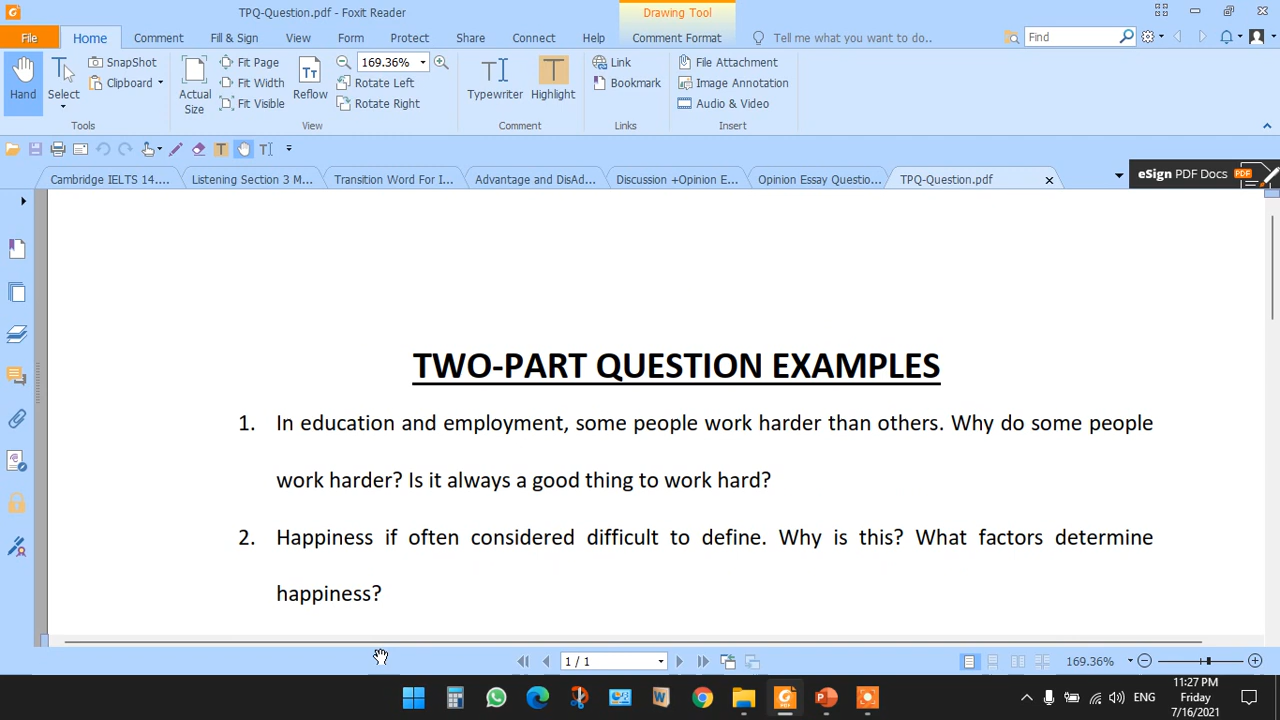 TPQ-Question.pdf - Foxit Reader
Drawing Tool
File Home Comment Fill & Sign View Form Protect Share Connect Help Comment Format Tell me what you want to do.. Find
Hand
Select
SnapShot
Clipboard
Tools
Actual Size
Fit Page
Fit Width
Fit Visible
Reflow
169.36%
Rotate Left
Rotate Right
View
Typewriter
Highlight
Comment
Link
Bookmark
Links
File Attachment
Image Annotation
Audio & Video
Insert
Cambridge IELTS 14.... Listening Section 3 M... Transition Word For I... Advantage and DisAd... Discussion +Opinion E... Opinion Essay Questio... TPQ-Question.pdf
eSign PDF Docs PDF
TWO-PART QUESTION EXAMPLES
1. In education and employment, some people work harder than others. Why do some people
work harder? Is it always a good thing to work hard?
2. Happiness if often considered difficult to define. Why is this? What factors determine
happiness?
1 / 1
169.36%
ENG
11:27 PM
Friday
7/16/2021